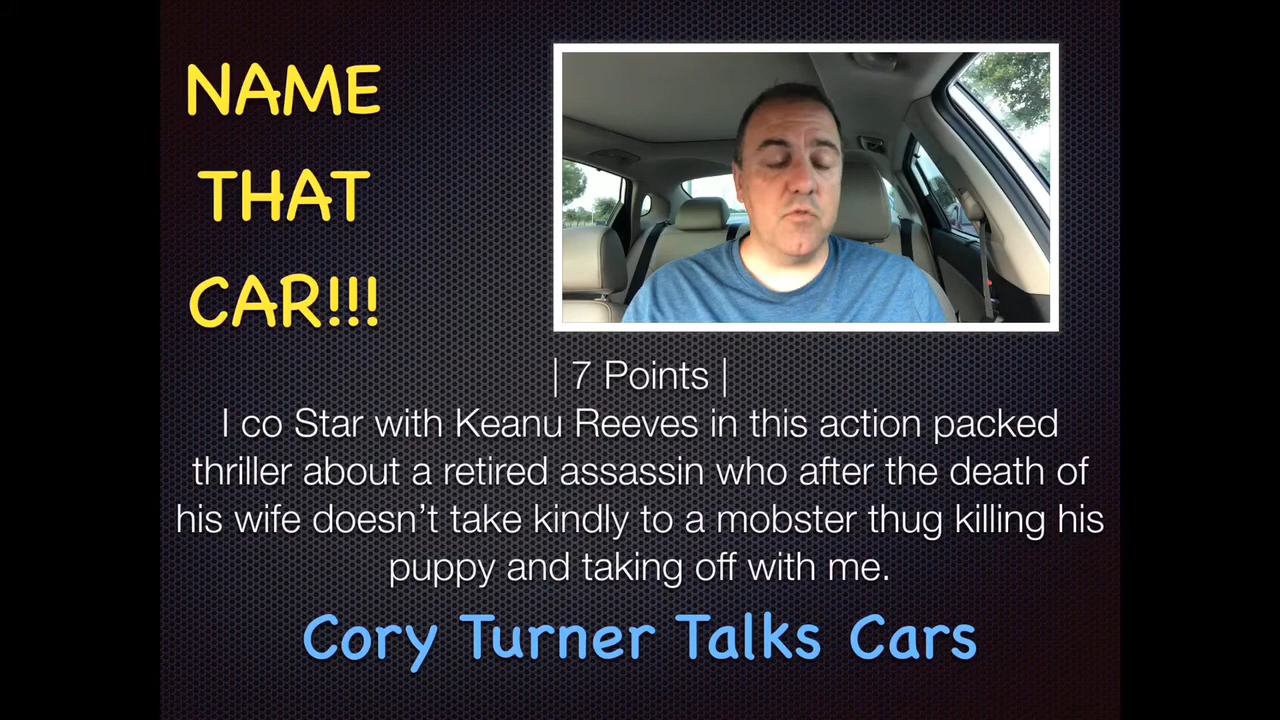 NAME
THAT
CAR!!!
| 7 Points |
I co Star with Keanu Reeves in this action packed
thriller about a retired assassin who after the death of
his wife doesn’t take kindly to a mobster thug killing his
puppy and taking off with me.
Cory Turner Talks Cars